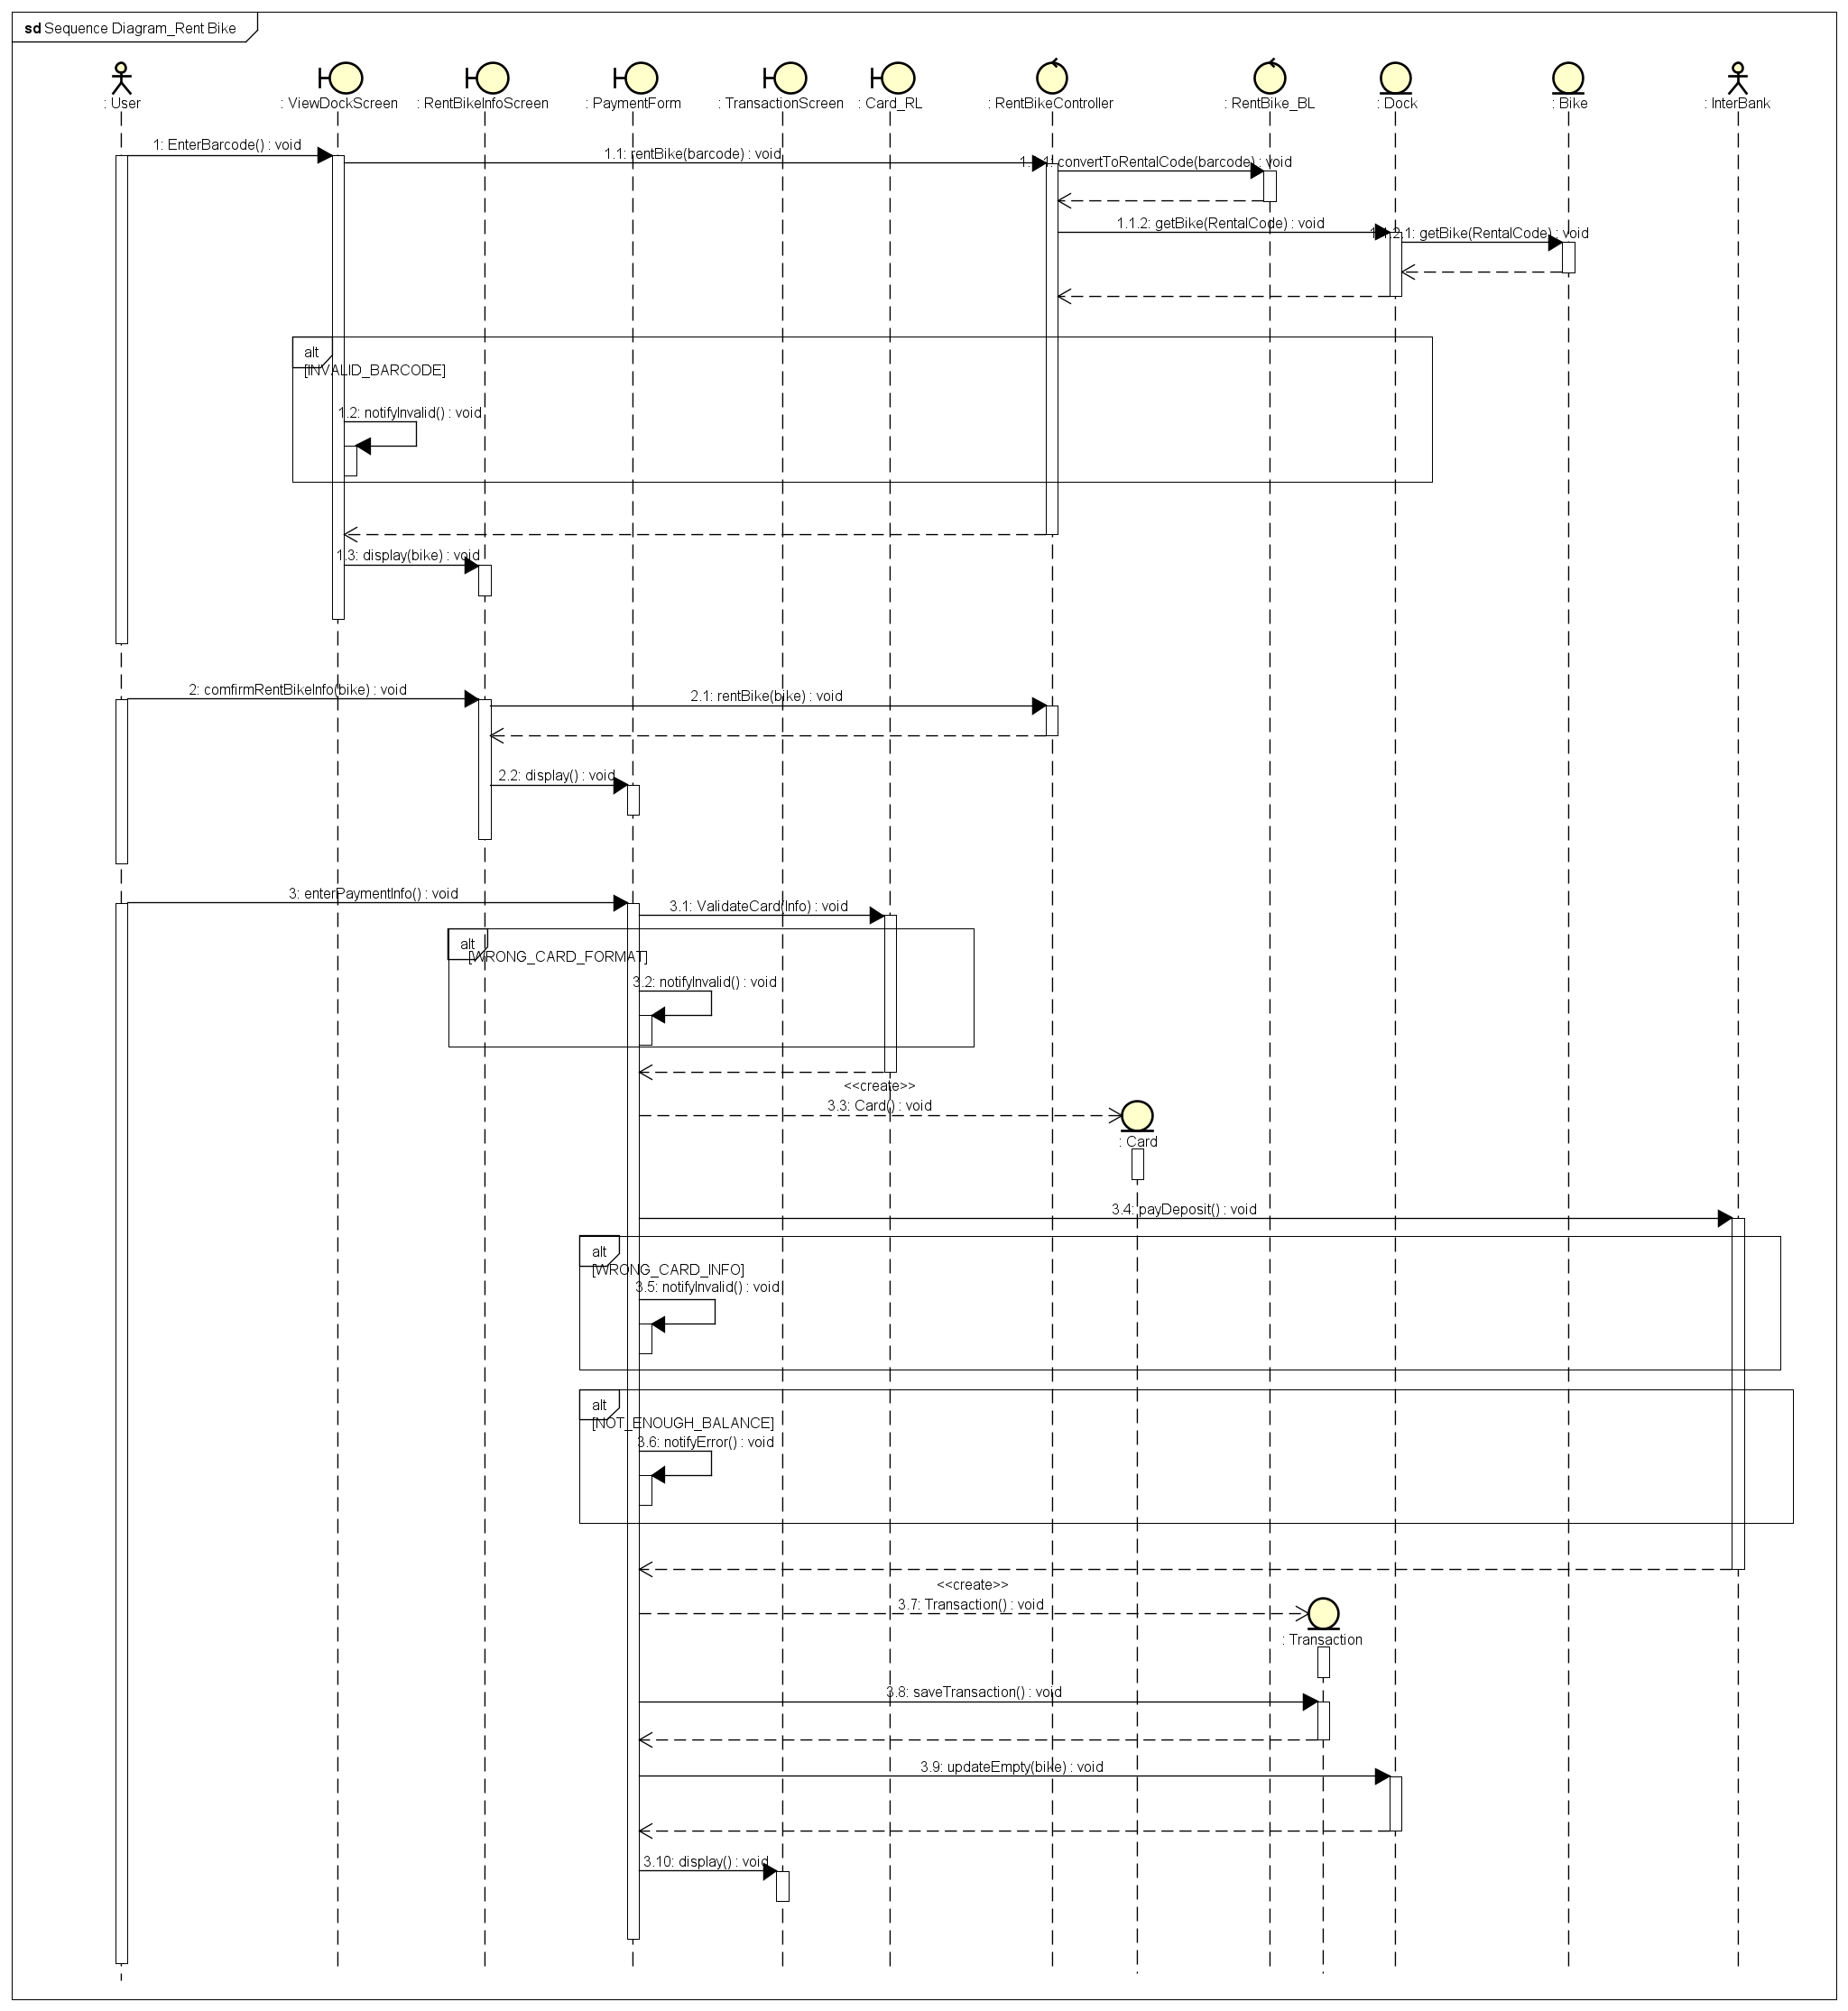 sd Sequence Diagram_Rent Bike
: User
: ViewDockScreen
: RentBikeInfoScreen
: PaymentForm
: TransactionScreen
: Card_RL
: RentBikeController
: RentBike_BL
: Dock
: Bike
: InterBank
1: EnterBarcode() : void
1.1: rentBike(barcode) : void
1.1.1: convertToRentalCode(barcode) : void
1.1.2: getBike(RentalCode) : void
1.1.2.1: getBike(RentalCode) : void
alt
[INVALID_BARCODE]
1.2: notifyInvalid() : void
1.3: display(bike) : void
2: comfirmRentBikeInfo(bike) : void
2.1: rentBike(bike) : void
2.2: display() : void
3: enterPaymentInfo() : void
3.1: ValidateCard(Info) : void
alt
[WRONG_CARD_FORMAT]
3.2: notifyInvalid() : void
<<create>>
3.3: Card() : void
: Card
3.4: payDeposit() : void
alt
[WRONG_CARD_INFO]
3.5: notifyInvalid() : void
alt
[NOT_ENOUGH_BALANCE]
3.6: notifyError() : void
<<create>>
3.7: Transaction() : void
: Transaction
3.8: saveTransaction() : void
3.9: updateEmpty(bike) : void
3.10: display() : void